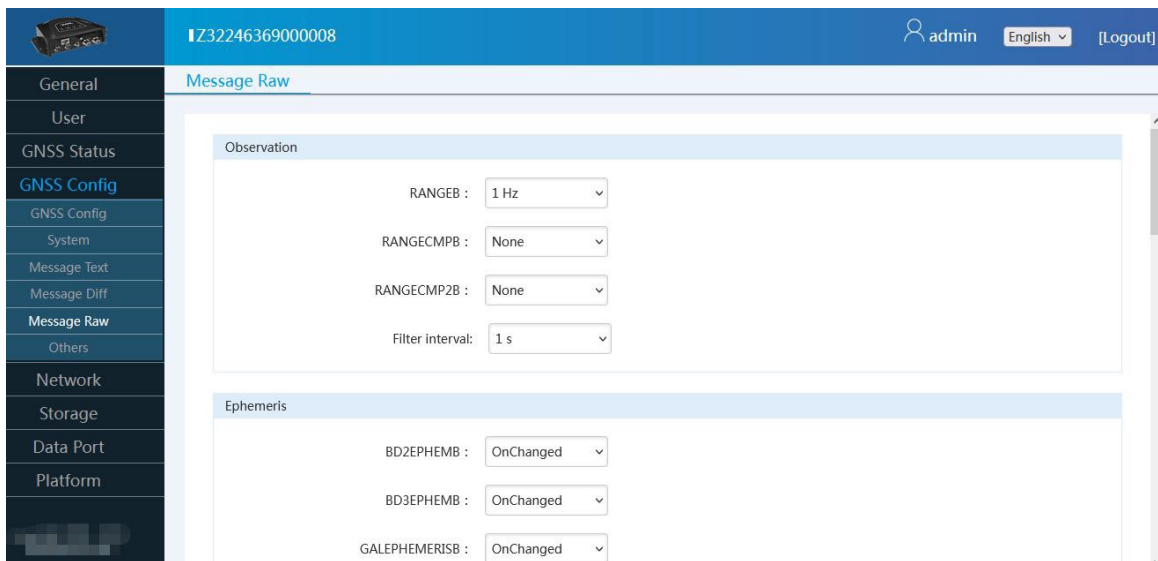 IZ32246369000008
admin
English
[Logout]
General
User
GNSS Status
GNSS Config
GNSS Config
System
Message Text
Message Diff
Message Raw
Others
Network
Storage
Data Port
Platform
Message Raw
Observation
RANGEB : 1 Hz
RANGECMPB : None
RANGECMP2B : None
Filter interval: 1 s
Ephemeris
BD2EPHEMB : OnChanged
BD3EPHEMB : OnChanged
GALEPHEMERISB : OnChanged